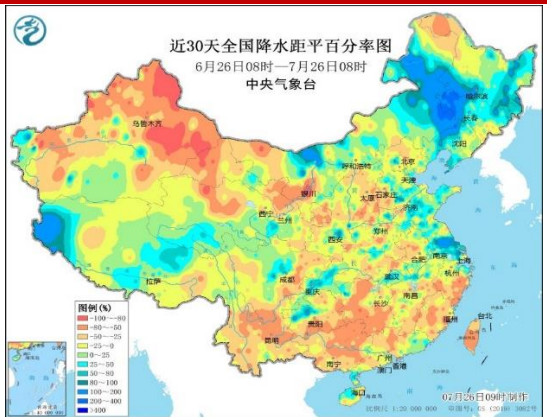 近30天全国降水距平百分率图
6月26日08时—7月26日08时
中央气象台
哈尔滨
长春
乌鲁木齐
沈阳
呼和浩特
北京
天津
银川
太原
石家庄
济南
西宁
兰州
西安
郑州
合肥
南京
上海
拉萨
成都
重庆
武汉
杭州
长沙
南昌
贵阳
福州
台北
昆明
南宁
广州
香港
澳门
海口
图例(%)
-100~-80
-80~-50
-50~-25
-25~0
0~25
25~50
50~80
80~100
100~200
200~400
>400
07月26日09时制作
比例尺 1:20 000 000